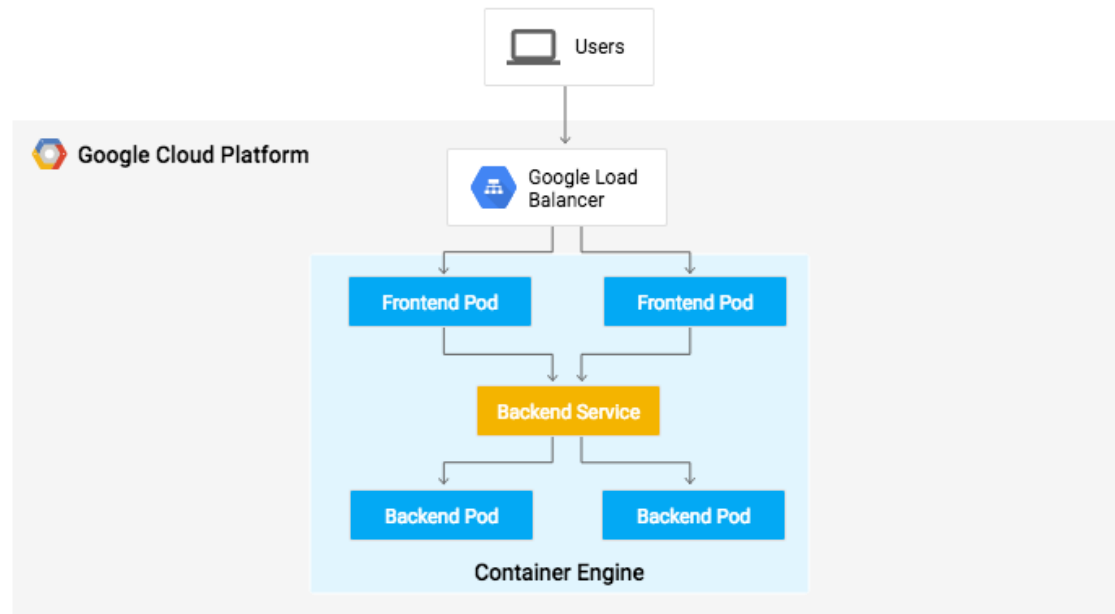 Users
Google Cloud Platform
Google Load
Balancer
Frontend Pod
Frontend Pod
Backend Service
Backend Pod
Backend Pod
Container Engine